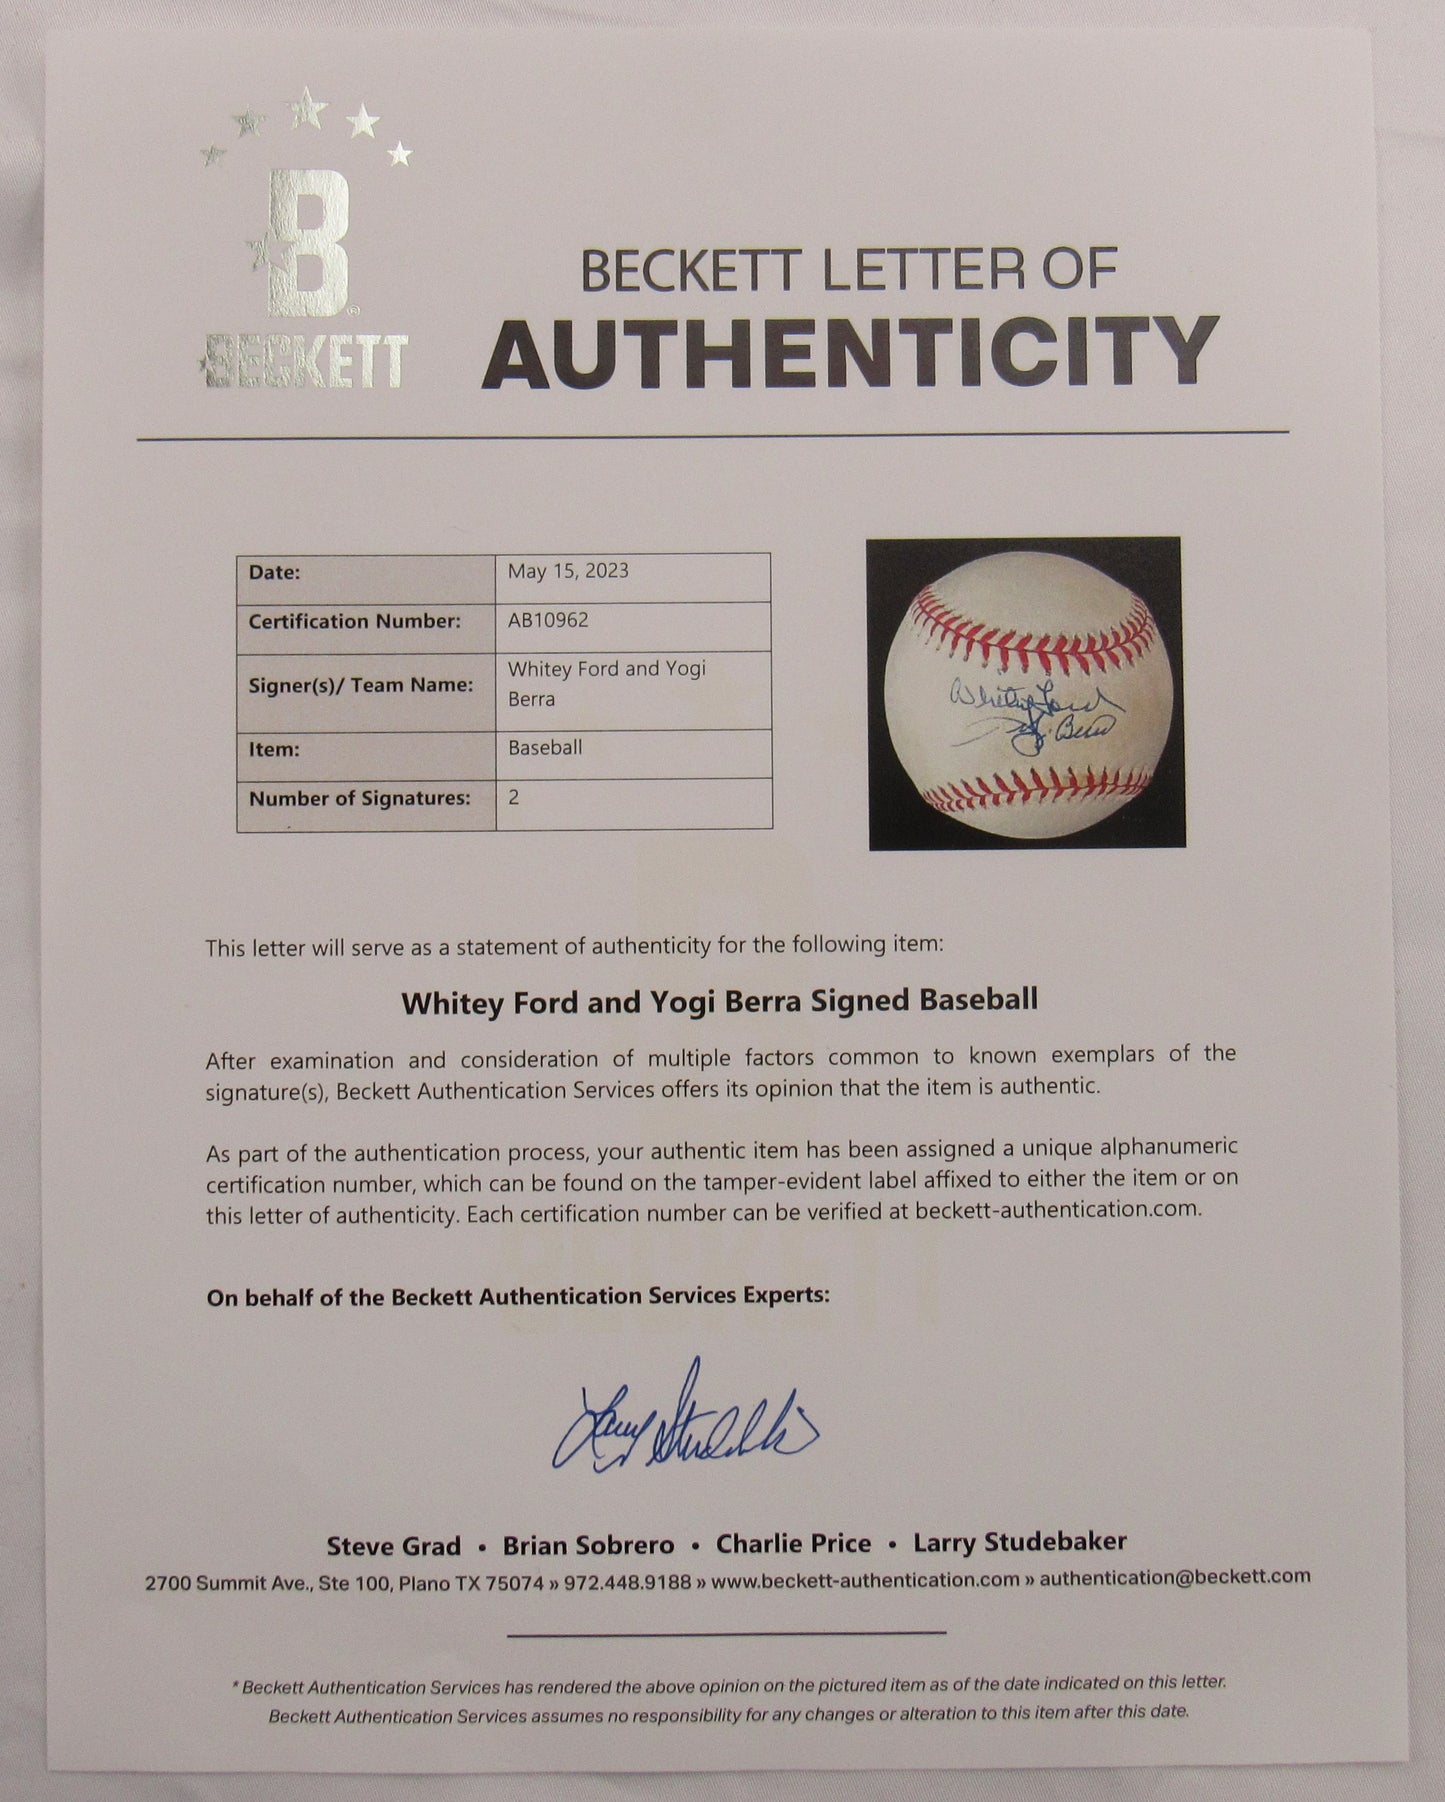 B®
BECKETT
BECKETT LETTER OF
AUTHENTICITY
Date: May 15, 2023
Certification Number: AB10962
Signer(s)/ Team Name: Whitey Ford and Yogi
Berra
Item: Baseball
Number of Signatures: 2
Whitey Ford
Yogi Berra
This letter will serve as a statement of authenticity for the following item:
Whitey Ford and Yogi Berra Signed Baseball
After examination and consideration of multiple factors common to known exemplars of the
signature(s), Beckett Authentication Services offers its opinion that the item is authentic.
As part of the authentication process, your authentic item has been assigned a unique alphanumeric
certification number, which can be found on the tamper-evident label affixed to either the item or on
this letter of authenticity. Each certification number can be verified at beckett-authentication.com.
On behalf of the Beckett Authentication Services Experts:
Larry Studebaker
Steve Grad • Brian Sobrero • Charlie Price • Larry Studebaker
2700 Summit Ave., Ste 100, Plano TX 75074 » 972.448.9188 » www.beckett-authentication.com » authentication@beckett.com
* Beckett Authentication Services has rendered the above opinion on the pictured item as of the date indicated on this letter.
Beckett Authentication Services assumes no responsibility for any changes or alteration to this item after this date.